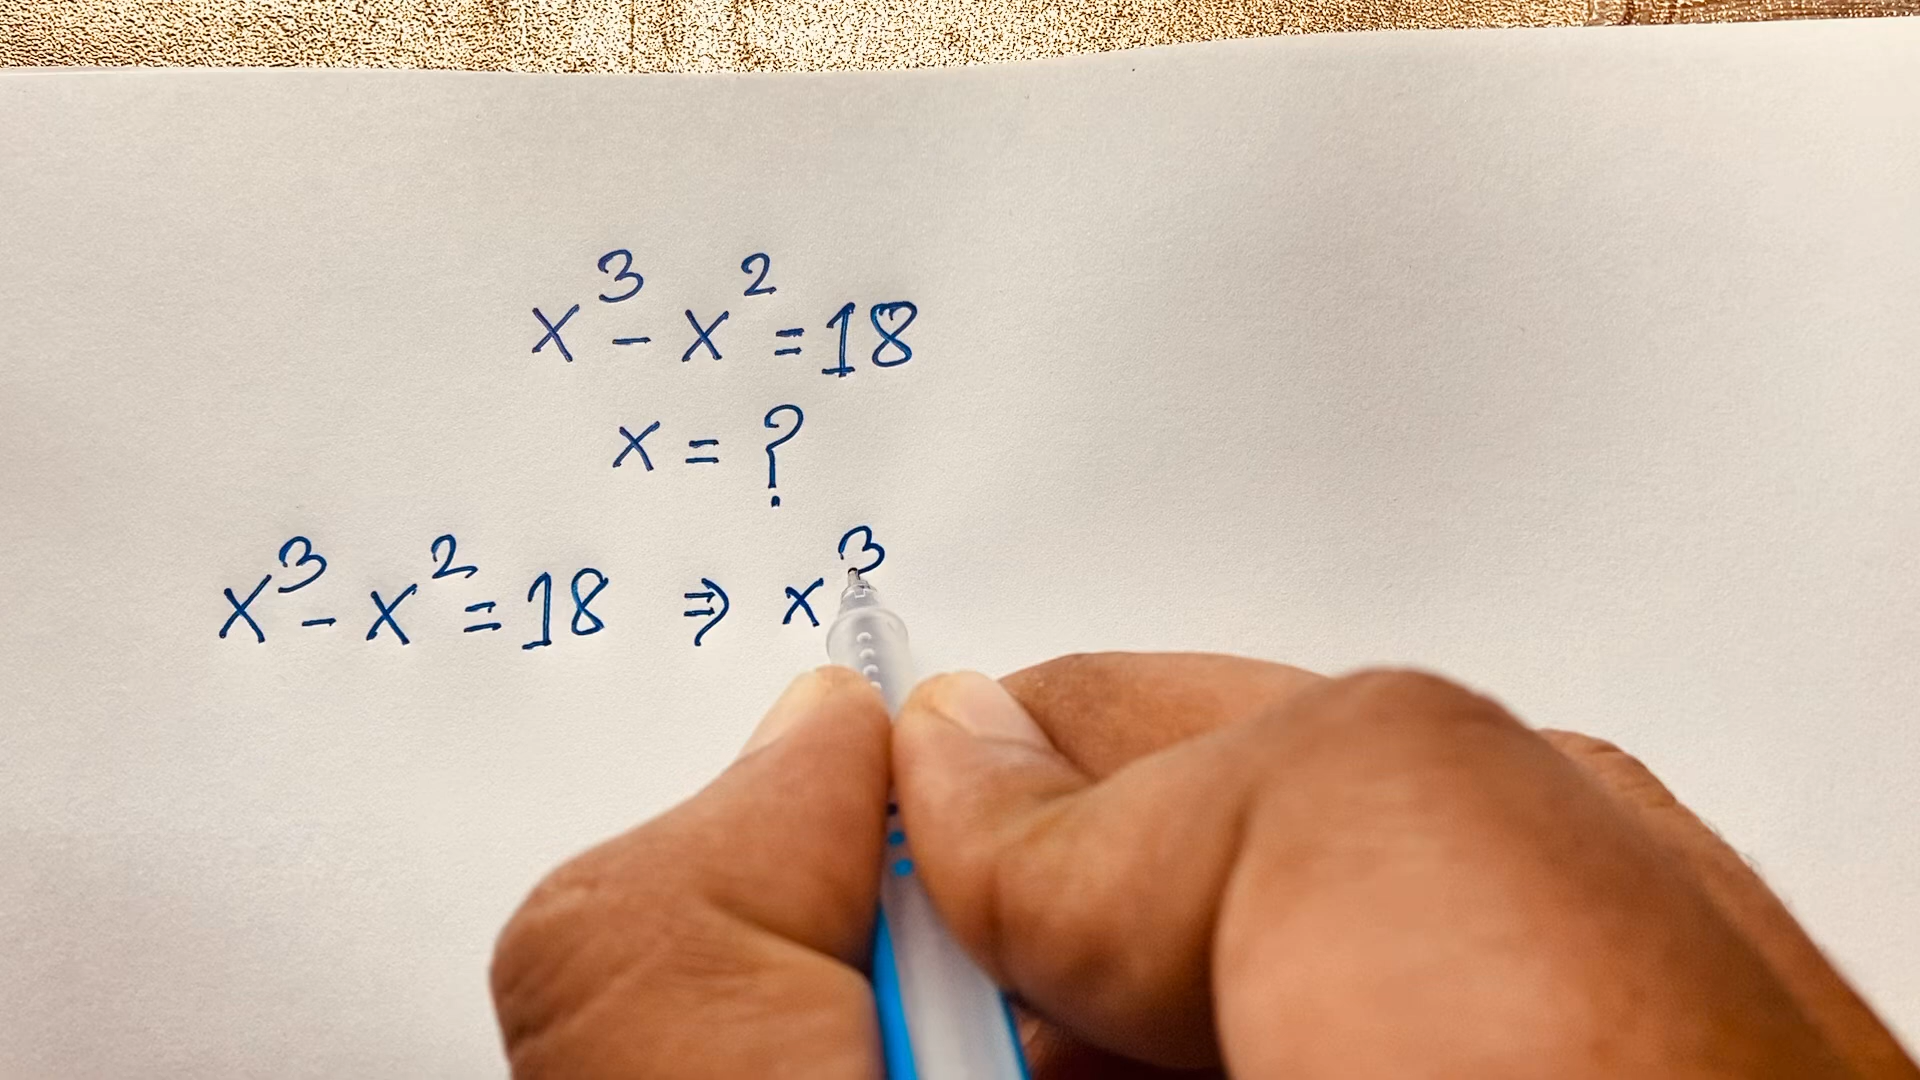 x³ - x² = 18
x = ?
x³ - x² = 18 ⇒ x³